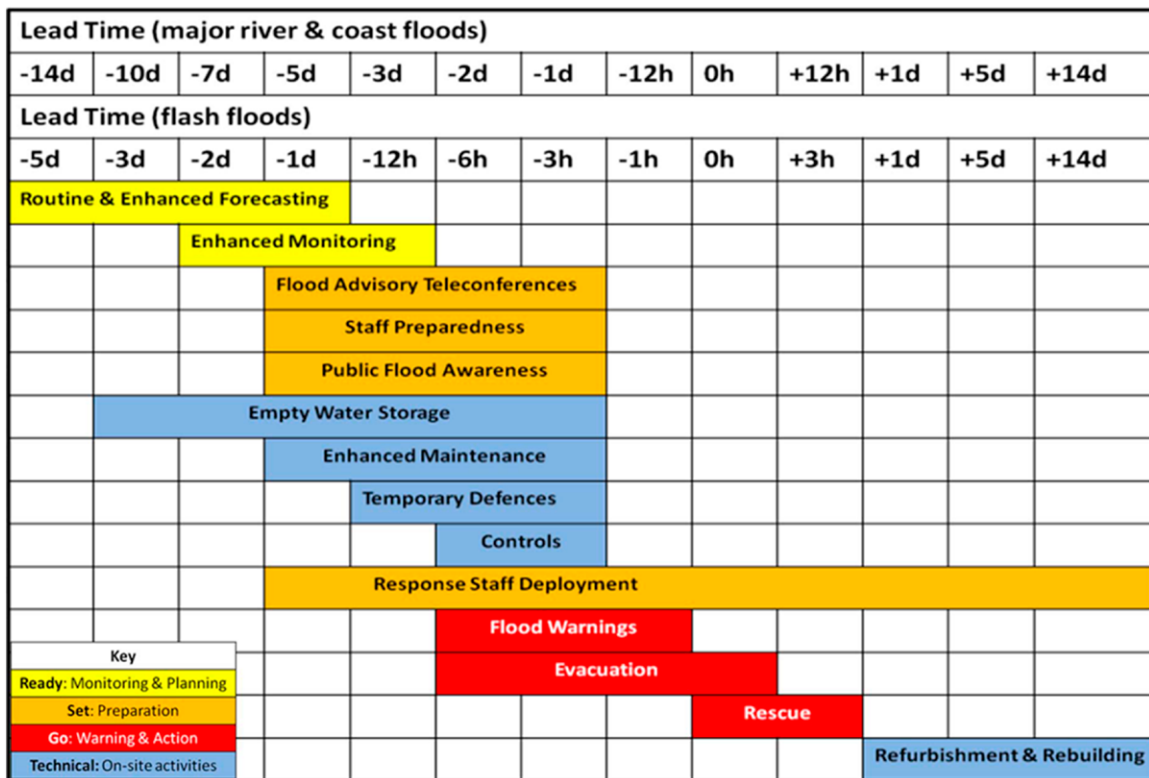 Lead Time (major river & coast floods)
-14d -10d -7d -5d -3d -2d -1d -12h 0h +12h +1d +5d +14d
Lead Time (flash floods)
-5d -3d -2d -1d -12h -6h -3h -1h 0h +3h +1d +5d +14d
Routine & Enhanced Forecasting
Enhanced Monitoring
Flood Advisory Teleconferences
Staff Preparedness
Public Flood Awareness
Empty Water Storage
Enhanced Maintenance
Temporary Defences
Controls
Response Staff Deployment
Flood Warnings
Evacuation
Rescue
Refurbishment & Rebuilding
Key
Ready: Monitoring & Planning
Set: Preparation
Go: Warning & Action
Technical: On-site activities